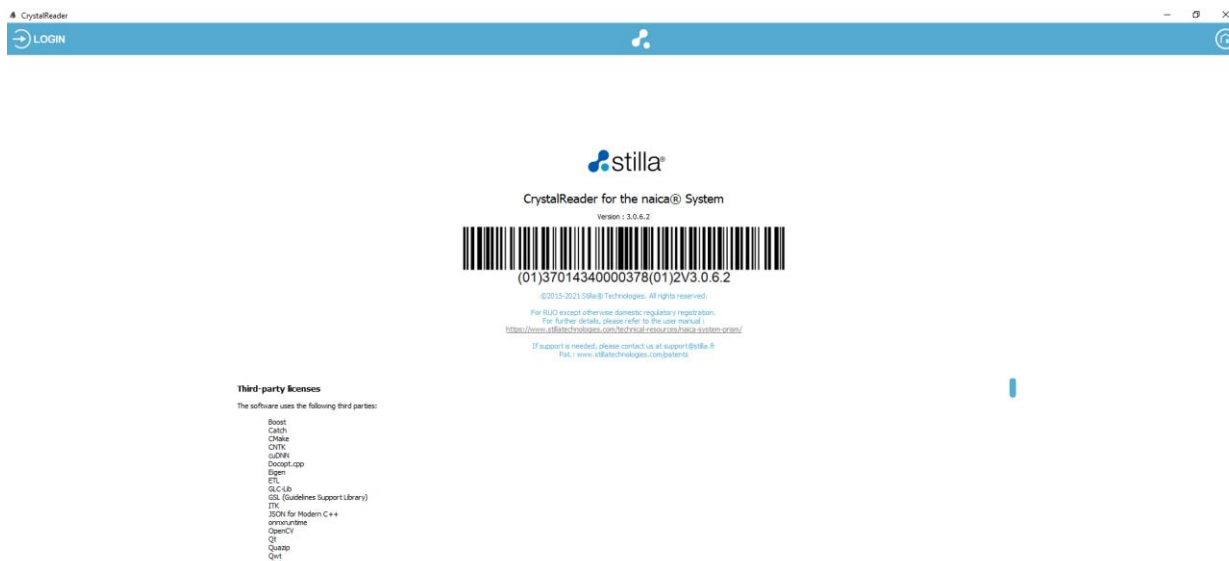 CrystalReader
LOGIN
stilla®
CrystalReader for the naica® System
Version : 3.0.6.2
(01)37014340000378(01)2V3.0.6.2
©2015-2021 Stilla® Technologies. All rights reserved.
For RUO except otherwise domestic regulatory registration.
For further details, please refer to the user manual :
https://www.stillatechnologies.com/technical-resources/naica-system-prism/
If support is needed, please contact us at support@stilla.fr
Pat. : www.stillatechnologies.com/patents
Third-party licenses
The software uses the following third parties:
Boost
Catch
CMake
CNTK
cuDNN
Docopt.cpp
Eigen
ETL
GLC-Lib
GSL (Guidelines Support Library)
ITK
JSON for Modern C++
onnxruntime
OpenCV
Qt
Quazip
Qwt